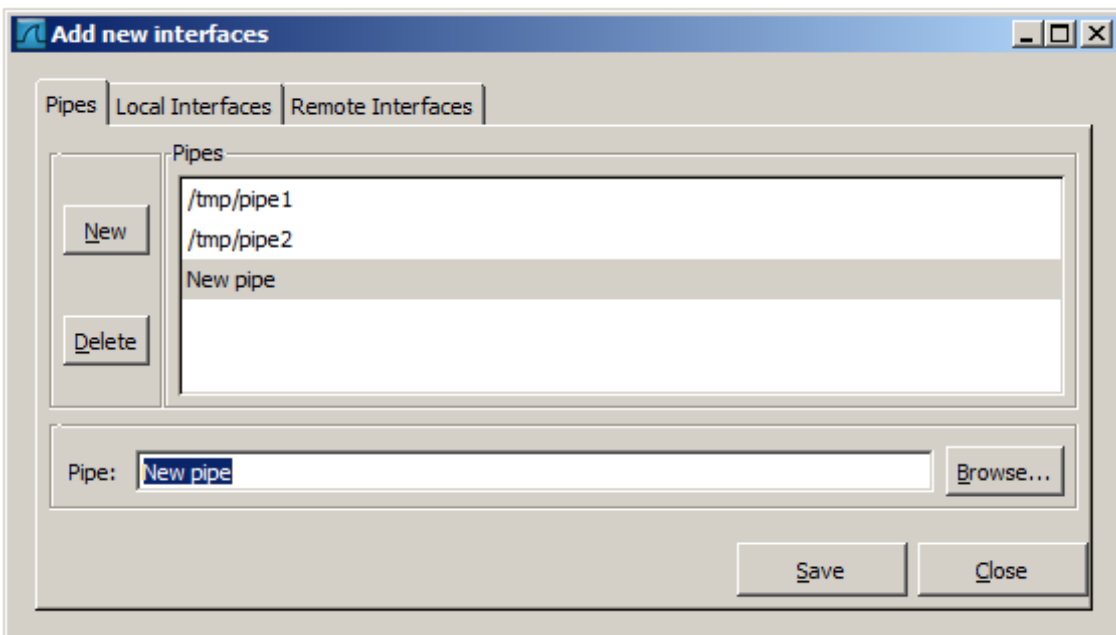 Add new interfaces
Pipes Local Interfaces Remote Interfaces
Pipes
/tmp/pipe1
New
/tmp/pipe2
New pipe
Delete
Pipe: New pipe Browse...
Save Close